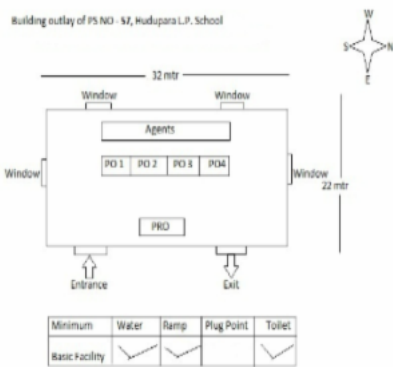 Building outlay of PS NO - 57, Hudupara L.P. School
W
S N
E
32 mtr
Window Window
Agents
PO 1 PO 2 PO 3 PO4
Window Window
22 mtr
PRO
Entrance Exit
Minimum Water Ramp Plug Point Toilet
Basic Facility